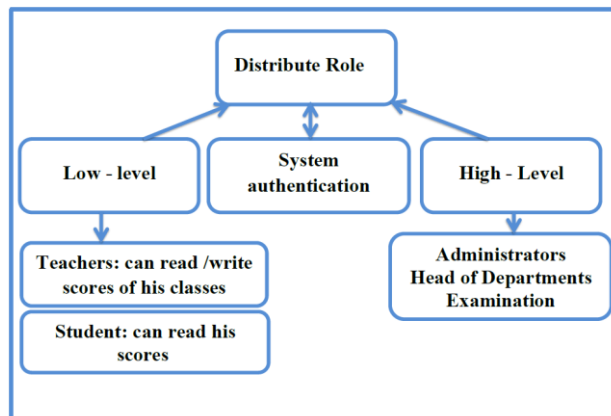 Distribute Role
Low - level
System
authentication
High - Level
Teachers: can read /write
scores of his classes
Student: can read his
scores
Administrators
Head of Departments
Examination